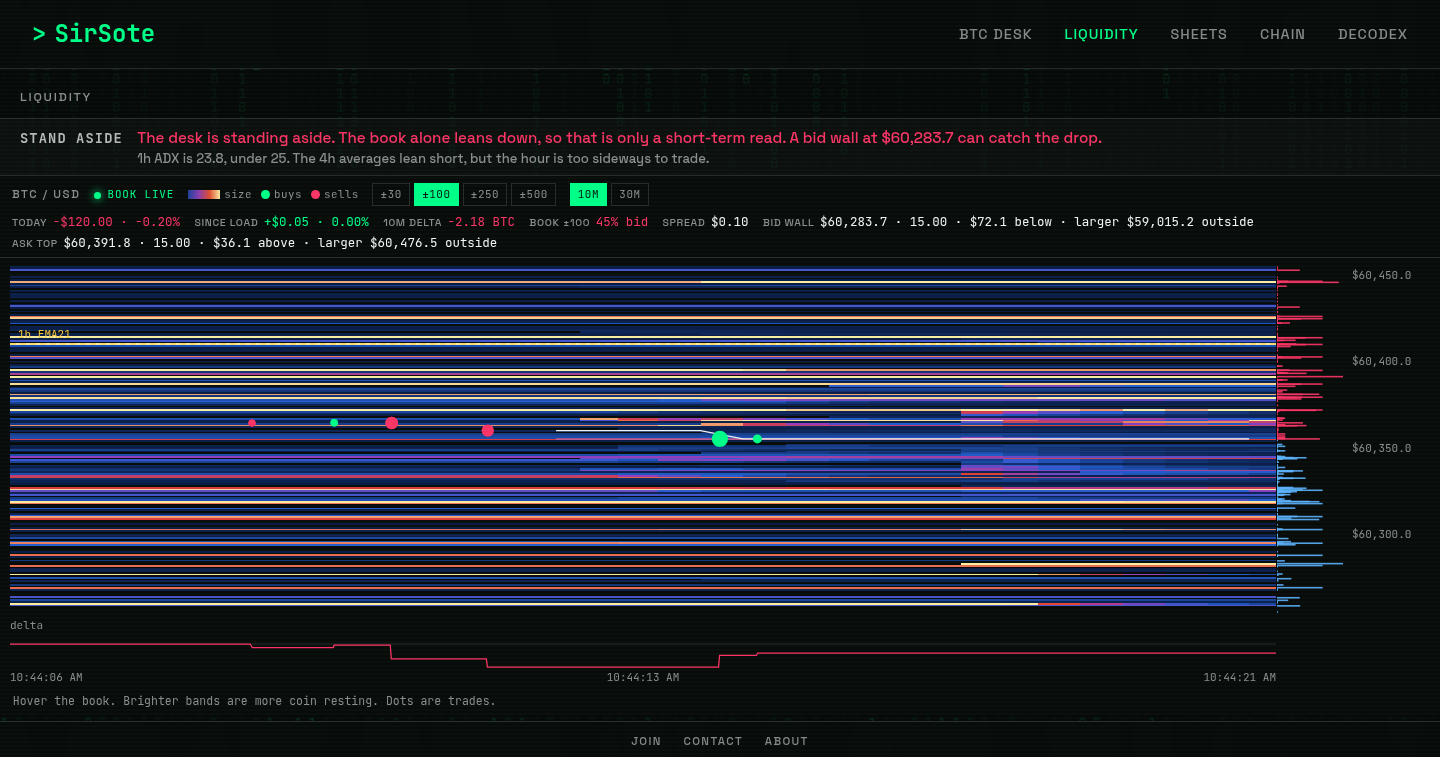 > SirSote
BTC DESK LIQUIDITY SHEETS CHAIN DECODEX
LIQUIDITY
STAND ASIDE The desk is standing aside. The book alone leans down, so that is only a short-term read. A bid wall at $60,283.7 can catch the drop.
1h ADX is 23.8, under 25. The 4h averages lean short, but the hour is too sideways to trade.
BTC / USD BOOK LIVE size buys sells ±30 ±100 ±250 ±500 10M 30M
TODAY -$120.00 · -0.20% SINCE LOAD +$0.05 · 0.00% 10M DELTA -2.18 BTC BOOK ±100 45% bid SPREAD $0.10 BID WALL $60,283.7 · 15.00 · $72.1 below · larger $59,015.2 outside
ASK TOP $60,391.8 · 15.00 · $36.1 above · larger $60,476.5 outside
$60,450.0
1h EMA21
$60,400.0
$60,350.0
$60,300.0
delta
10:44:06 AM 10:44:13 AM 10:44:21 AM
Hover the book. Brighter bands are more coin resting. Dots are trades.
JOIN CONTACT ABOUT